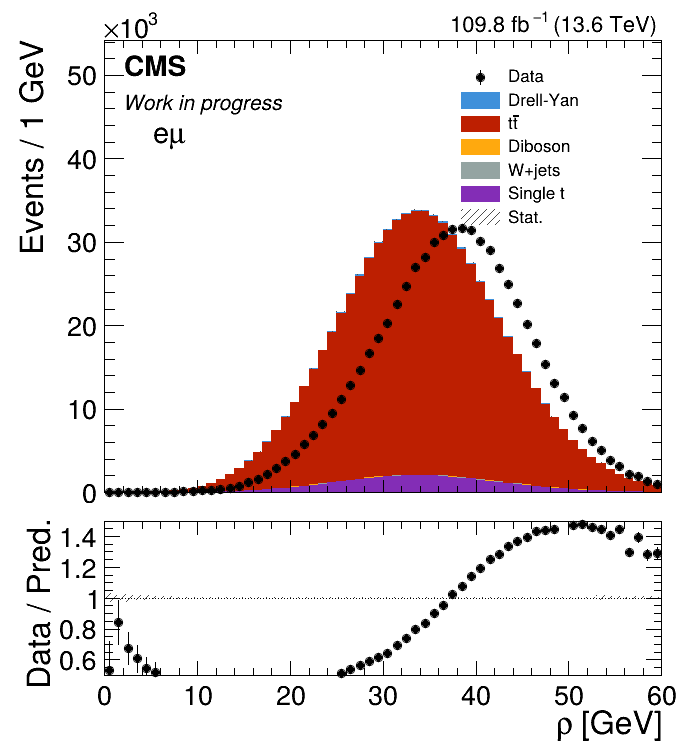 ×10³
109.8 fb⁻¹ (13.6 TeV)
Events / 1 GeV
CMS
Work in progress
eμ
Data
Drell-Yan
tt̅
Diboson
W+jets
Single t
Stat.
50
40
30
20
10
0
Data / Pred.
1.4
1.2
1
0.8
0.6
0 10 20 30 40 50 60
ρ [GeV]